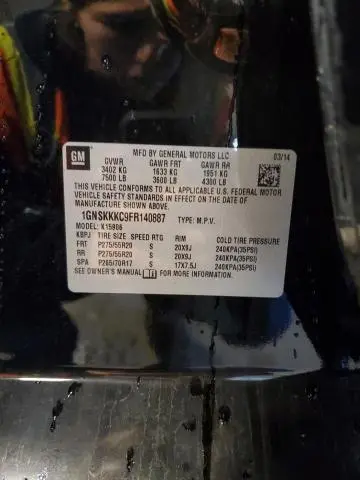 GM
MFD BY GENERAL MOTORS LLC 03/14
GVWR GAWR FRT GAWR RR
3402 KG 1633 KG 1951 KG
7500 LB 3600 LB 4300 LB
THIS VEHICLE CONFORMS TO ALL APPLICABLE U.S. FEDERAL MOTOR
VEHICLE SAFETY STANDARDS IN EFFECT ON THE DATE OF
MANUFACTURE SHOWN ABOVE.
1GNSKKKC9FR140887 TYPE: M.P.V.
MODEL: K15906
KBPJ TIRE SIZE SPEED RTG RIM COLD TIRE PRESSURE
FRT P275/55R20 S 20X9J 240KPA(35PSI)
RR P275/55R20 S 20X9J 240KPA(35PSI)
SPA P265/70R17 S 17X7.5J 240KPA(35PSI)
SEE OWNER'S MANUAL FOR MORE INFORMATION.